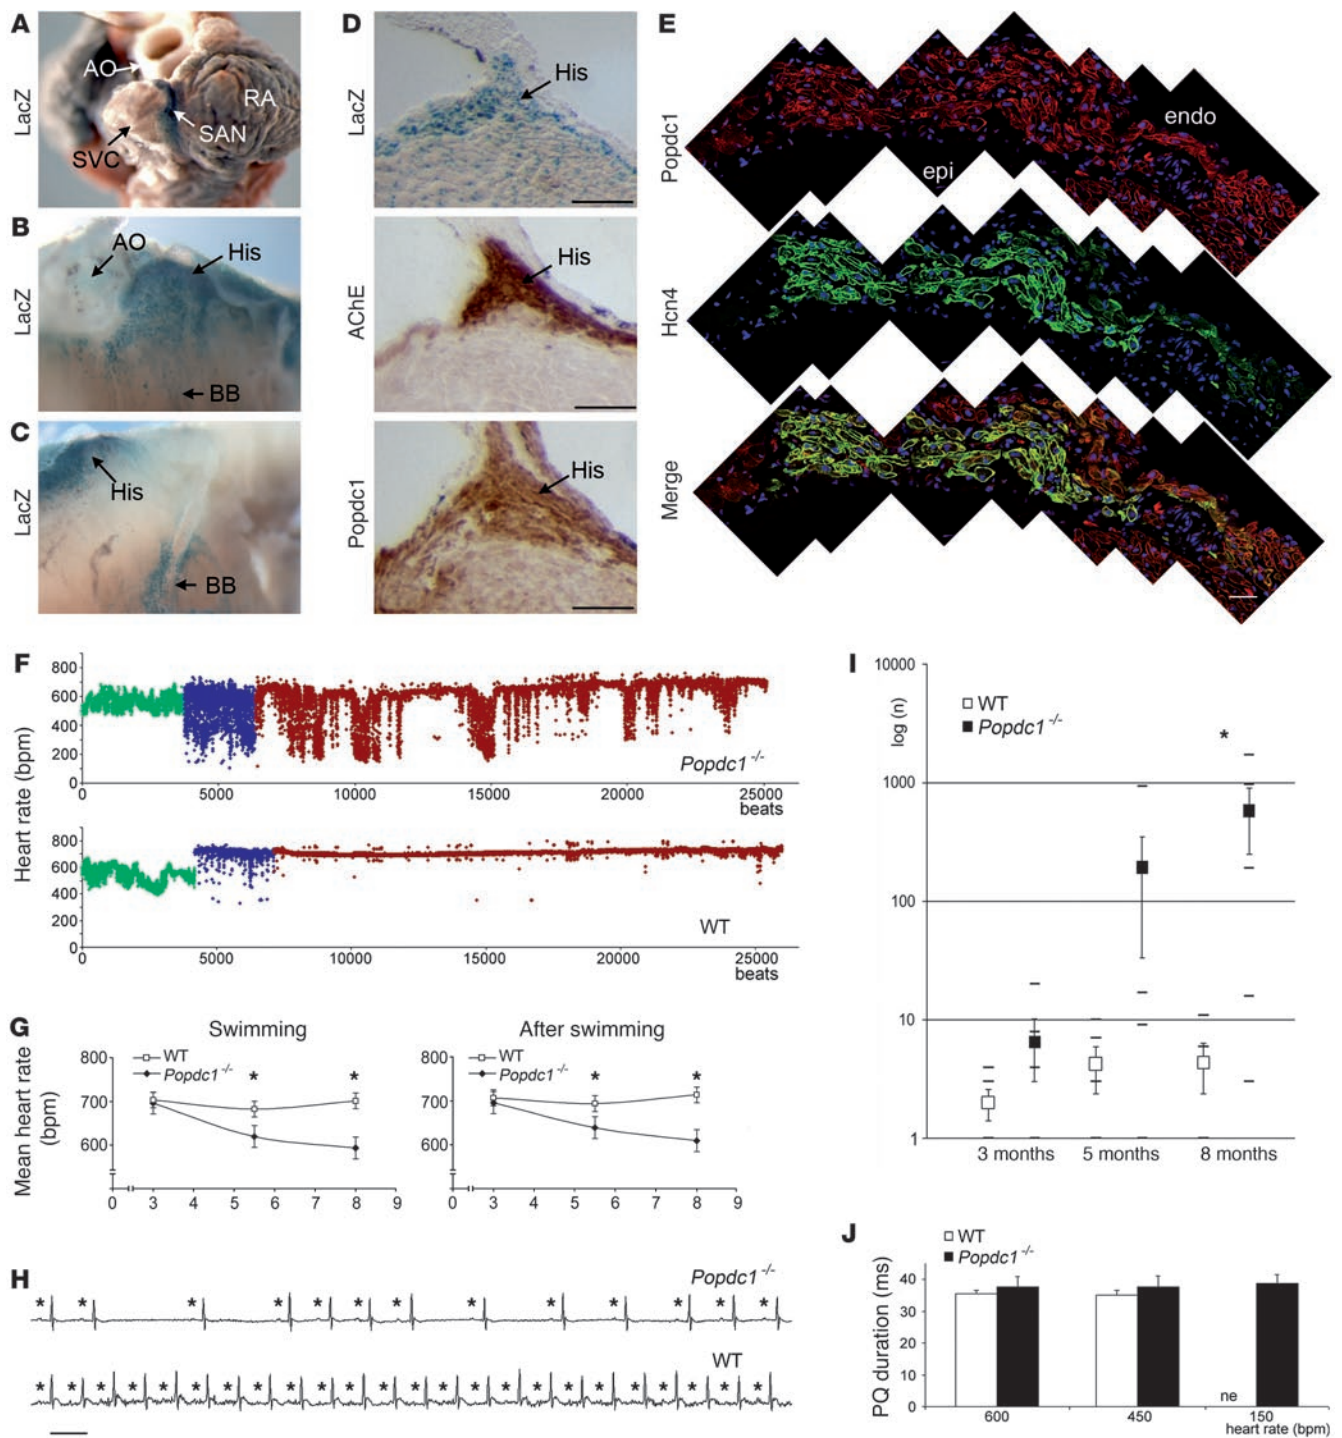 A
LacZ
AO
RA
SAN
SVC
B
LacZ
AO
His
BB
C
LacZ
His
BB
D
LacZ
His
AChE
His
Popdc1
His
E
Popdc1
endo
epi
Hcn4
Merge
F
Heart rate (bpm)
800
600
400
200
0
Popdc1 -/-
0 5000 10000 15000 20000 25000
beats
800
600
400
200
0
WT
0 5000 10000 15000 20000 25000
beats
G
Mean heart rate
(bpm)
Swimming
800
700
600
WT
Popdc1 -/-
* *
0 3 4 5 6 7 8 9
After swimming
800
700
600
WT
Popdc1 -/-
* *
0 3 4 5 6 7 8 9
H
Popdc1 -/-
* * * * * * * * * * * * *
WT
* * * * * * * * * * * * * * * * * * * * * * * *
I
log (n)
10000
1000
100
10
1
WT
Popdc1 -/-
*
3 months 5 months 8 months
J
PQ duration (ms)
WT
Popdc1 -/-
40
30
20
10
0
ne
600 450 150
heart rate (bpm)